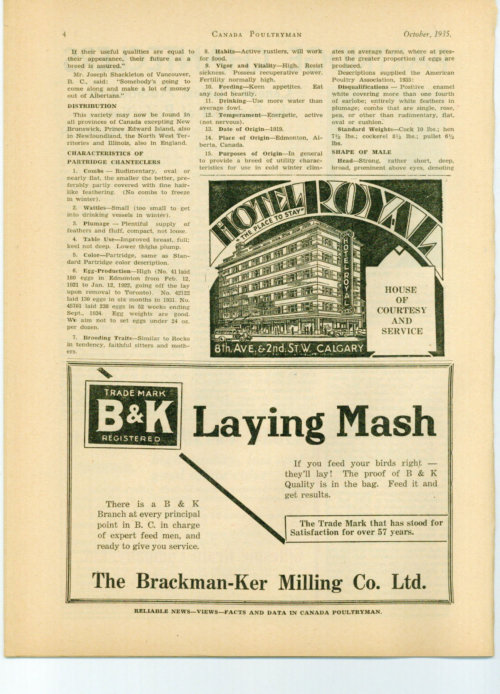 4
CANADA POULTRYMAN
October, 1935.
If their useful qualities are equal to
their appearance, their future as a
breed is assured."
Mr. Joseph Shackleton of Vancouver,
B. C., said: "Somebody's going to
come along and make a lot of money
out of Albertans."
DISTRIBUTION
This variety may now be found in
all provinces of Canada excepting New
Brunswick, Prince Edward Island, also
in Newfoundland, the North West Ter-
ritories and Illinois, also in England.
CHARACTERISTICS OF
PARTRIDGE CHANTECLERS
1. Combs — Rudimentary, oval or
nearly flat, the smaller the better, pre-
ferably partly covered with fine hair-
like feathering. (No combs to freeze
in winter).
2. Wattles—Small (too small to get
into drinking vessels in winter).
3. Plumage — Plentiful supply of
feathers and fluff, compact, not loose.
4. Table Use—Improved breast, full;
keel not deep. Lower thighs plump.
5. Color—Partridge, same as Stan-
dard Partridge color description.
6. Egg-Production—High (No. 41 laid
180 eggs in Edmonton from Feb. 12,
1921 to Jan. 12, 1922, going off the lay
upon removal to Toronto). No.
laid 130 eggs in six months in 1931. No.
laid 228 eggs in 52 weeks ending
Sept., 1934. Egg weights are good.
We aim not to set eggs under 24 oz.
per dozen.
7. Brooding Traits—Similar to Rocks
in tendency, faithful sitters and moth-
ers.
8. Habits—Active rustlers, will work
for food.
9. Vigor and Vitality—High. Resist
sickness. Possess recuperative power.
Fertility normally high.
10. Feeding—Keen appetites. Eat
any food heartily.
11. Drinking—Use more water than
average fowl.
12. Temperament—Energetic, active
(not nervous).
13. Date of Origin—1919.
14. Place of Origin—Edmonton, Al-
berta, Canada.
15. Purposes of Origin—In general
to provide a breed of utility charac-
teristics for use in cold winter clim-
ates on average farms, where at pres-
ent the greater proportion of eggs are
produced.
Descriptions supplied the American
Poultry Association, 1935:
Disqualifications — Positive enamel
white covering more than one fourth
of earlobe; entirely white feathers in
plumage; combs that are single, rose,
pea, or other than rudimentary, flat,
oval or cushion.
Standard Weights—Cock 10 lbs.; hen
7½ lbs.; cockerel 8½ lbs.; pullet 6½
lbs.
SHAPE OF MALE
Head—Strong, rather short, deep,
broad, prominent above eyes, denoting
HOTEL ROYAL
"THE PLACE TO STAY"
HOTEL ROYAL
HOUSE
OF
COURTESY
AND
SERVICE
8th. AVE. & 2nd. ST. W. CALGARY
TRADE MARK
B&K
REGISTERED
Laying Mash
If you feed your birds right —
they'll lay! The proof of B & K
Quality is in the bag. Feed it and
get results.
There is a B & K
Branch at every principal
point in B. C. in charge
of expert feed men, and
ready to give you service.
The Trade Mark that has stood for
Satisfaction for over 57 years.
The Brackman-Ker Milling Co. Ltd.
RELIABLE NEWS—VIEWS—FACTS AND DATA IN CANADA POULTRYMAN.